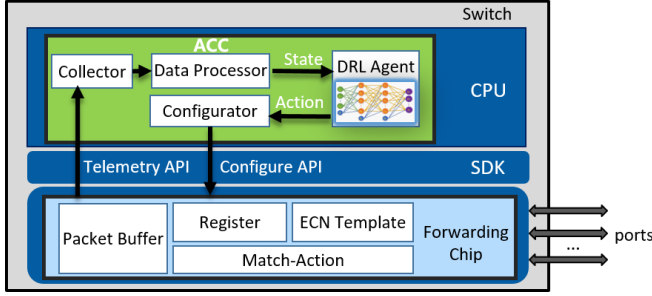 Switch
ACC
Collector
Data Processor
State
DRL Agent
CPU
Configurator
Action
Telemetry API
Configure API
SDK
Packet Buffer
Register
ECN Template
Match-Action
Forwarding
Chip
...
ports